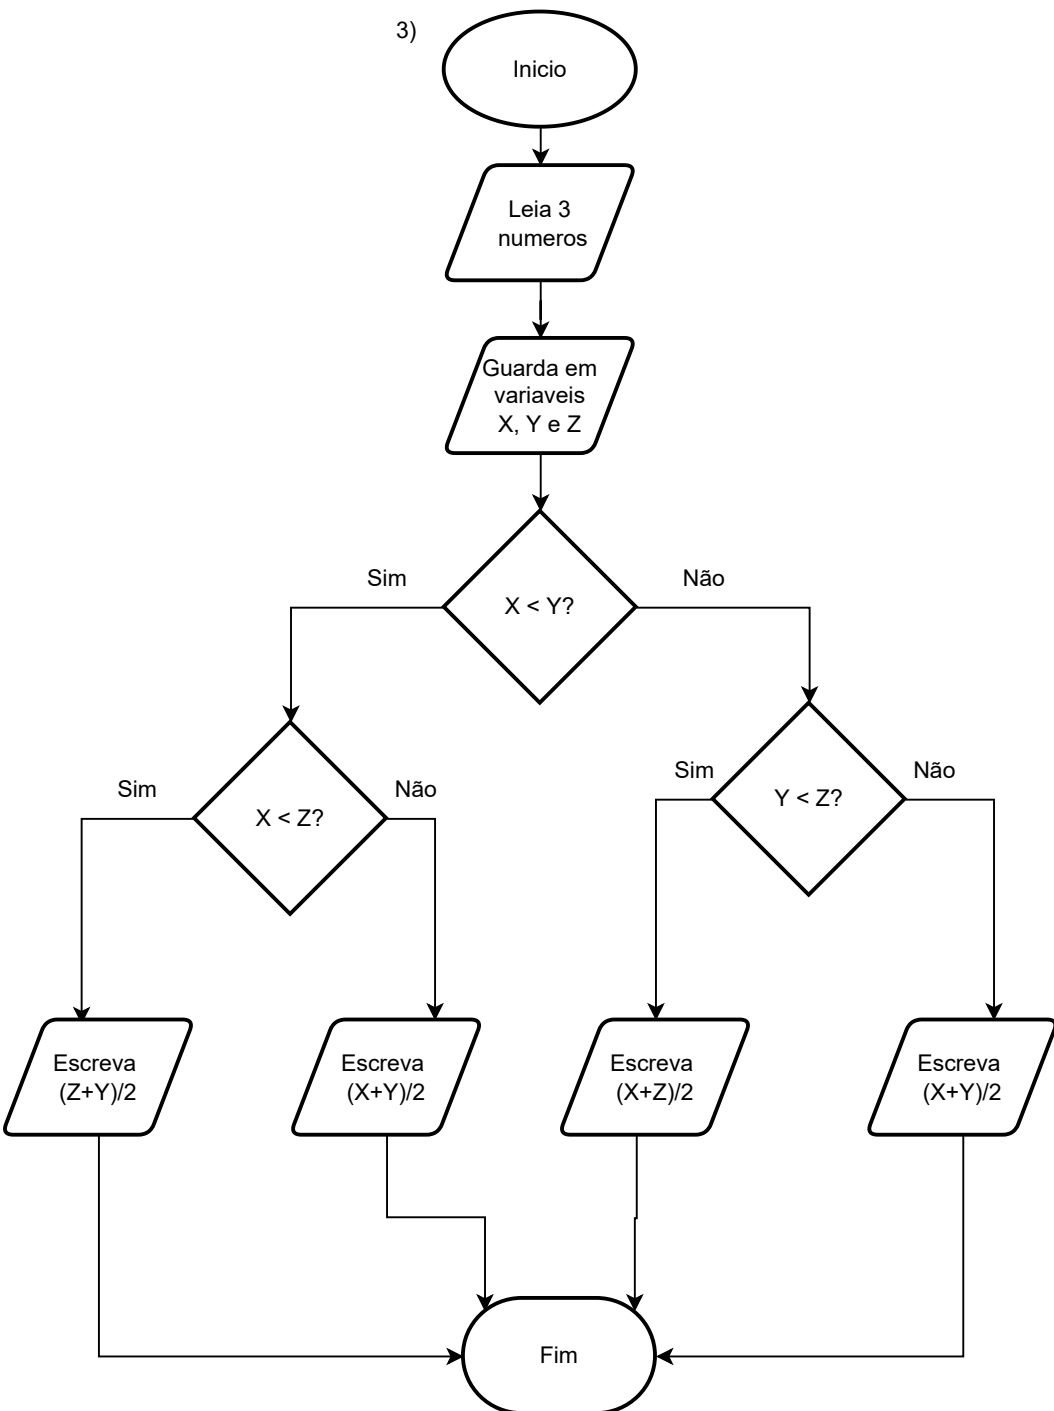 3)
Inicio
Leia 3
numeros
Guarda em
variaveis
X, Y e Z
Sim
X < Y?
Não
Sim
X < Z?
Não
Sim
Y < Z?
Não
Escreva
(Z+Y)/2
Escreva
(X+Y)/2
Escreva
(X+Z)/2
Escreva
(X+Y)/2
Fim